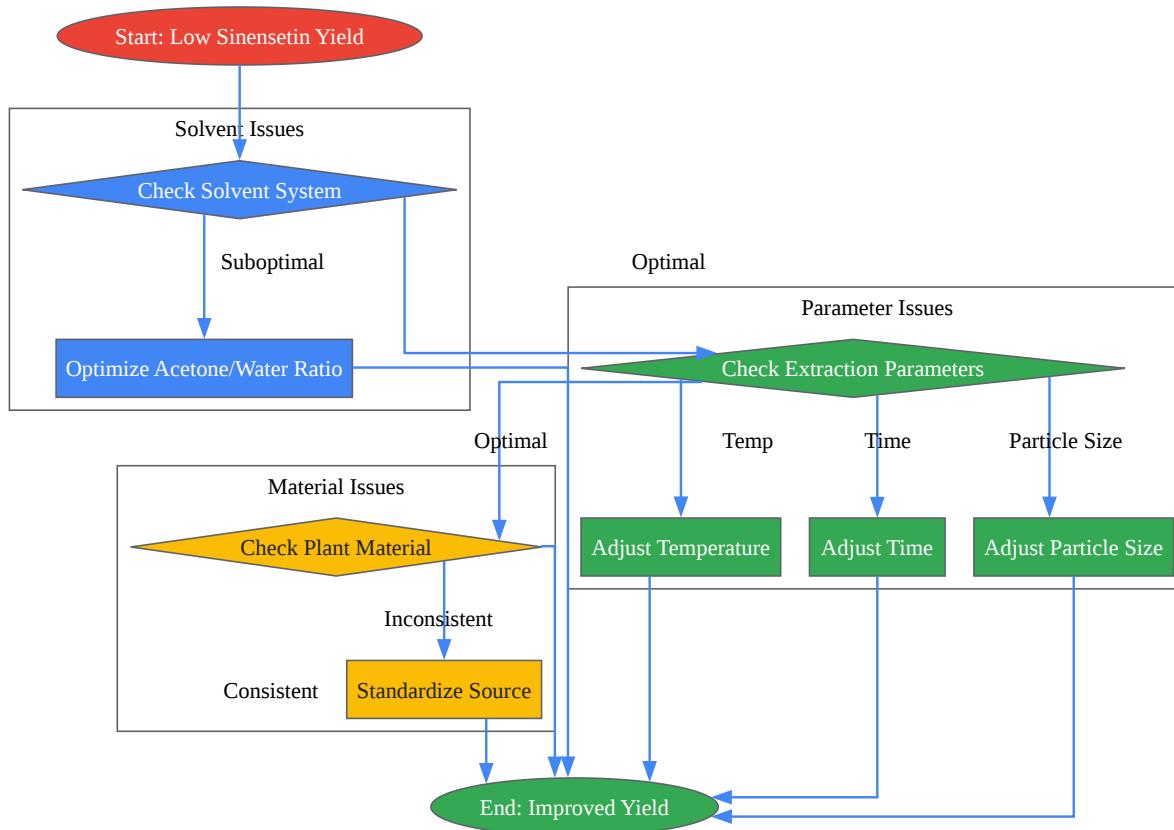 Start: Low Sinensetin Yield
Solvent Issues
Check Solvent System
Suboptimal
Optimal
Optimize Acetone/Water Ratio
Parameter Issues
Check Extraction Parameters
Optimal
Temp
Time
Particle Size
Material Issues
Check Plant Material
Adjust Temperature
Adjust Time
Adjust Particle Size
Inconsistent
Consistent
Standardize Source
End: Improved Yield